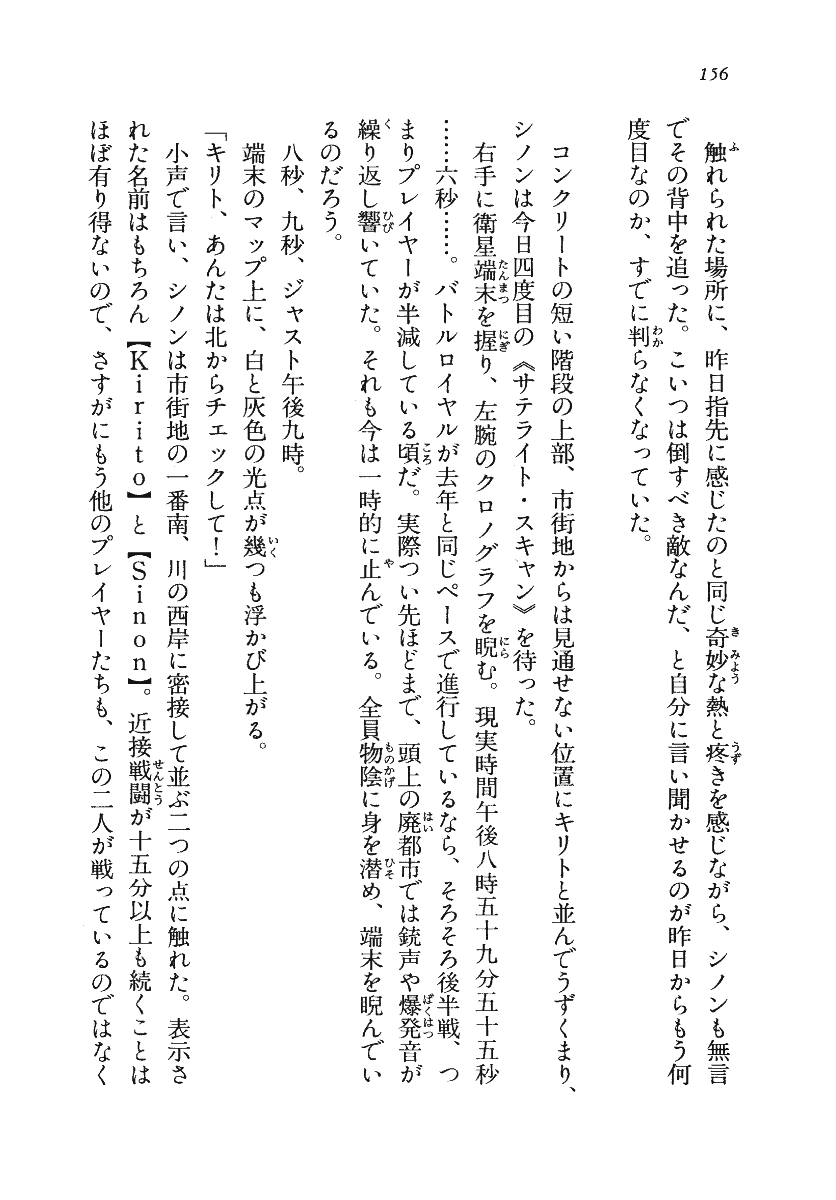 156
触れられた場所に、昨日指先に感じたのと同じ奇妙な熱と疼きを感じながら、シノンも無言
でその背中を追った。こいつは倒すべき敵なんだ、と自分に言い聞かせるのが昨日からもう何
度目なのか、すでに判らなくなっていた。
コンクリートの短い階段の上部、市街地からは見通せない位置にキリトと並んでうずくまり、
シノンは今日四度目の《サテライト・スキャン》を待った。
右手に衛星端末を握り、左腕のクロノグラフを睨む。現実時間午後八時五十九分五十五秒
……六秒……。バトルロイヤルが去年と同じペースで進行しているなら、そろそろ後半戦、つ
まりプレイヤーが半減している頃だ。実際つい先ほどまで、頭上の廃都市では銃声や爆発音が
繰り返し響いていた。それも今は一時的に止んでいる。全員物陰に身を潜め、端末を睨んでい
るのだろう。
八秒、九秒、ジャスト午後九時。
端末のマップ上に、白と灰色の光点が幾つも浮かび上がる。
「キリト、あんたは北からチェックして！」
小声で言い、シノンは市街地の一番南、川の西岸に密接して並ぶ二つの点に触れた。表示さ
れた名前はもちろん【Kirito】と【Sinon】。近接戦闘が十五分以上も続くことは
ほぼ有り得ないので、さすがにもう他のプレイヤーたちも、この二人が戦っているのではなく